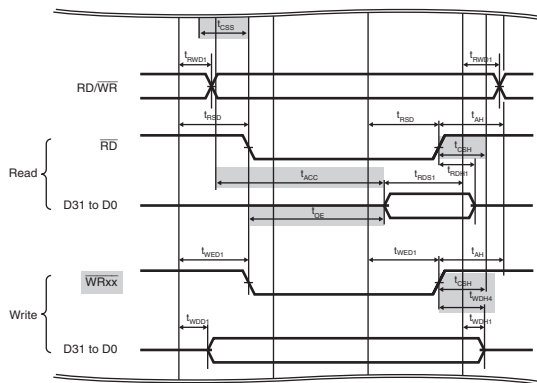 tCSS
tRWD1 tRWD1
RD/WR
tRSD tRSD tAH
RD
tCSH
tRDH1
Read
tACC tRDS1
D31 to D0
tOE
tWED1 tWED1 tAH
WRxx
tCSH
tWDH4
Write
tWDD1 tWDH1
D31 to D0